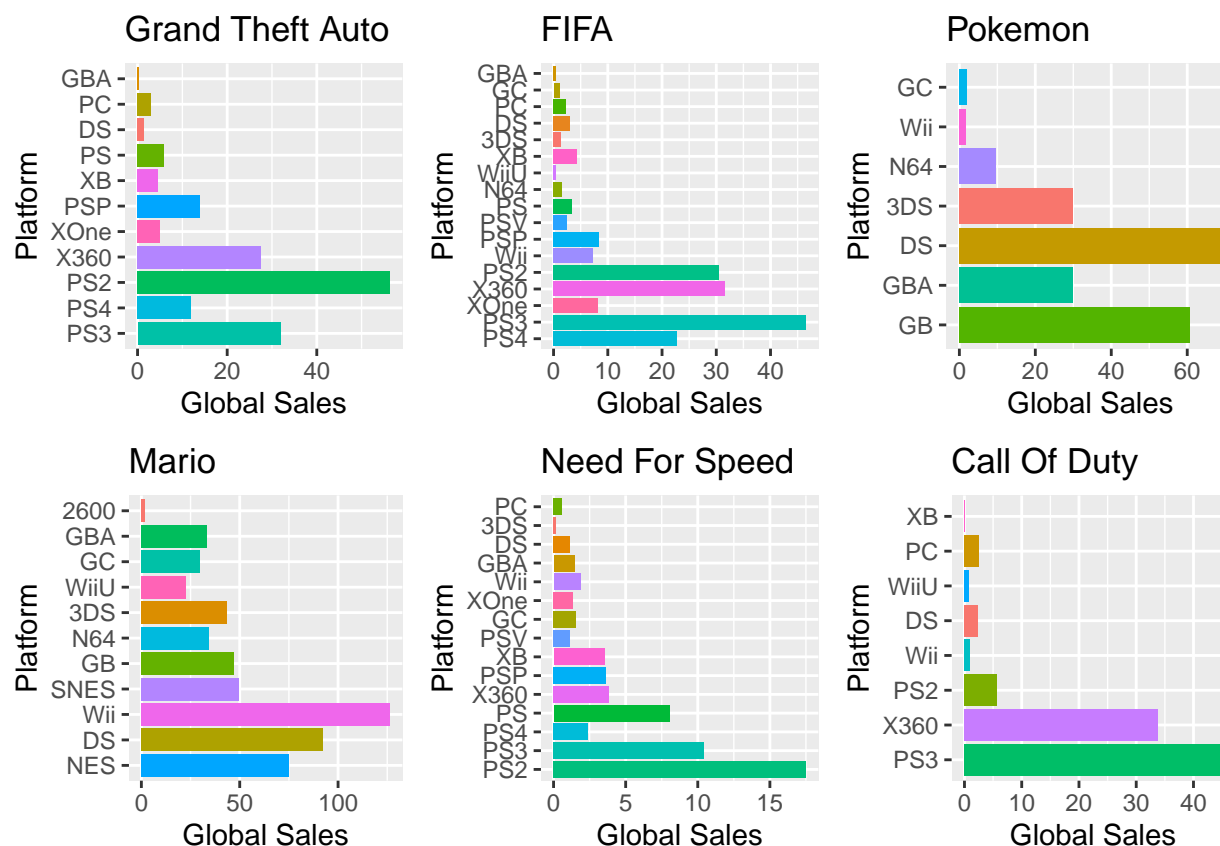 Grand Theft Auto
Platform
GBA
PC
DS
PS
XB
PSP
XOne
X360
PS2
PS4
PS3
0 20 40
Global Sales
FIFA
Platform
GBA
GC
PC
DS
3DS
XB
WiiU
N64
PS
PSV
PSP
Wii
PS2
X360
XOne
PS3
PS4
0 10 20 30 40
Global Sales
Pokemon
Platform
GC
Wii
N64
3DS
DS
GBA
GB
0 20 40 60
Global Sales
Mario
Platform
2600
GBA
GC
WiiU
3DS
N64
GB
SNES
Wii
DS
NES
0 50 100
Global Sales
Need For Speed
Platform
PC
3DS
DS
GBA
Wii
XOne
GC
PSV
XB
PSP
X360
PS
PS4
PS3
PS2
0 5 10 15
Global Sales
Call Of Duty
Platform
XB
PC
WiiU
DS
Wii
PS2
X360
PS3
0 10 20 30 40
Global Sales